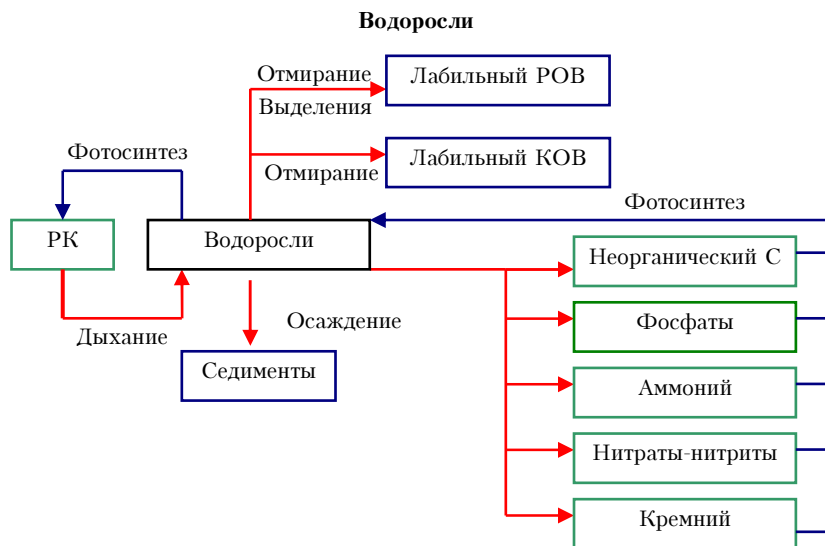 Водоросли
Отмирание
Лабильный РОВ
Выделения
Фотосинтез
Лабильный КОВ
Отмирание
Фотосинтез
РК
Водоросли
Неорганический С
Осаждение
Фосфаты
Дыхание
Седименты
Аммоний
Нитраты-нитриты
Кремний